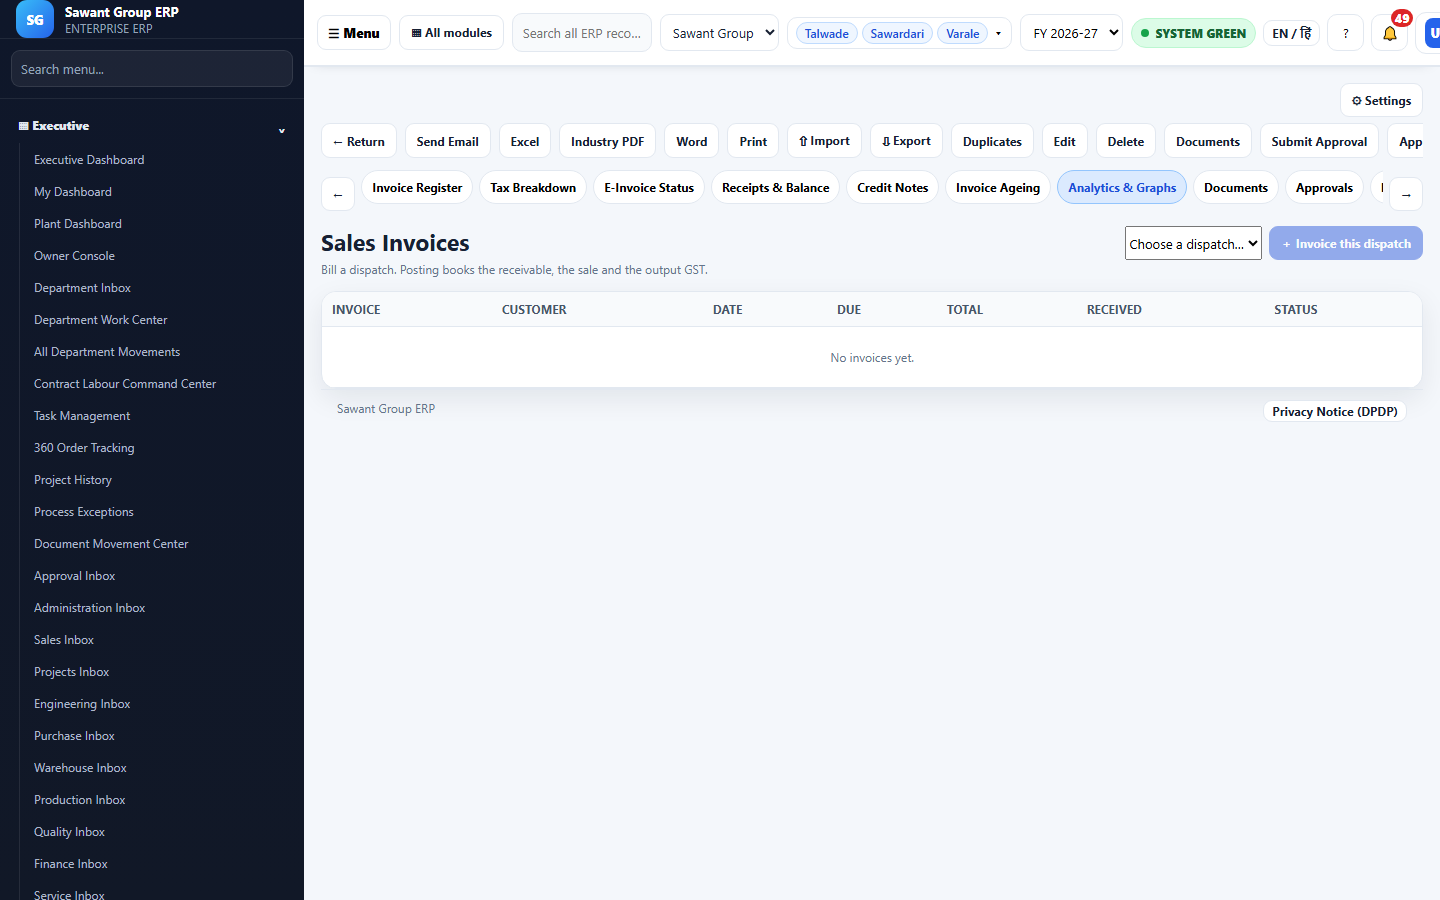 SG
Sawant Group ERP
ENTERPRISE ERP
☰ Menu
All modules
Search all ERP reco...
Sawant Group
Talwade
Sawardari
Varale
FY 2026-27
SYSTEM GREEN
EN / हिं
?
49
U
Search menu...
Executive
Executive Dashboard
My Dashboard
Plant Dashboard
Owner Console
Department Inbox
Department Work Center
All Department Movements
Contract Labour Command Center
Task Management
360 Order Tracking
Project History
Process Exceptions
Document Movement Center
Approval Inbox
Administration Inbox
Sales Inbox
Projects Inbox
Engineering Inbox
Purchase Inbox
Warehouse Inbox
Production Inbox
Quality Inbox
Finance Inbox
Service Inbox
⚙ Settings
← Return
Send Email
Excel
Industry PDF
Word
Print
⇧ Import
⇩ Export
Duplicates
Edit
Delete
Documents
Submit Approval
App
←
Invoice Register
Tax Breakdown
E-Invoice Status
Receipts & Balance
Credit Notes
Invoice Ageing
Analytics & Graphs
Documents
Approvals
→
Sales Invoices
Bill a dispatch. Posting books the receivable, the sale and the output GST.
Choose a dispatch...
+ Invoice this dispatch
INVOICE CUSTOMER DATE DUE TOTAL RECEIVED STATUS
No invoices yet.
Sawant Group ERP
Privacy Notice (DPDP)